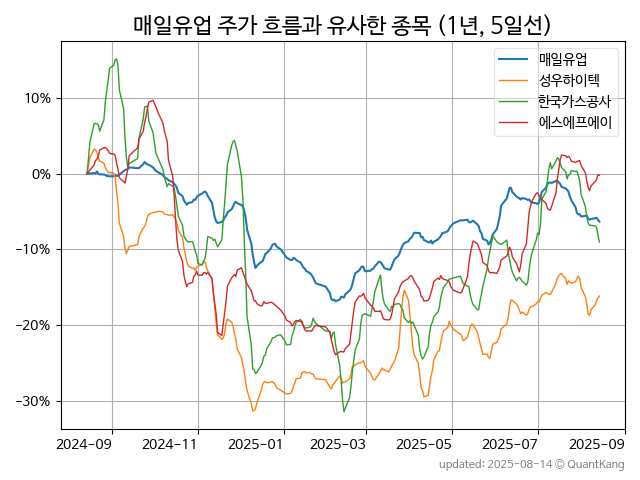 매일유업 주가 흐름과 유사한 종목 (1년, 5일선)
매일유업
성우하이텍
한국가스공사
에스에프에이
10%
0%
−10%
−20%
−30%
2024-09 2024-11 2025-01 2025-03 2025-05 2025-07 2025-09
updated: 2025-08-14 © QuantKang